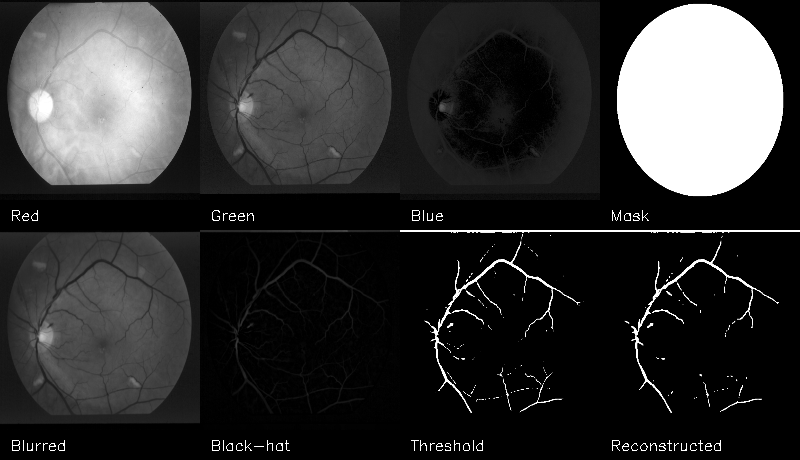 Red
Green
Blue
Mask
Blurred
Black-hat
Threshold
Reconstructed